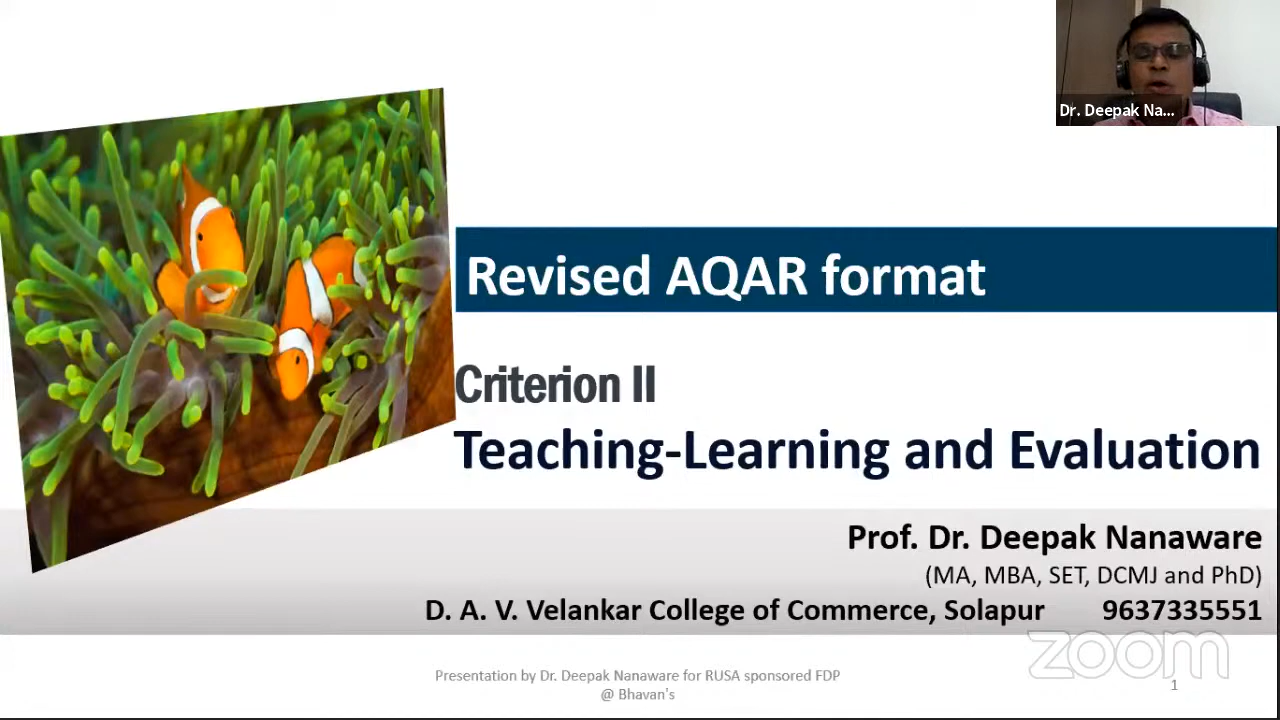 Dr. Deepak Na...
Revised AQAR format
Criterion II
Teaching-Learning and Evaluation
Prof. Dr. Deepak Nanaware
(MA, MBA, SET, DCMJ and PhD)
D. A. V. Velankar College of Commerce, Solapur 9637335551
zoom
Presentation by Dr. Deepak Nanaware for RUSA sponsored FDP
@ Bhavan's
1